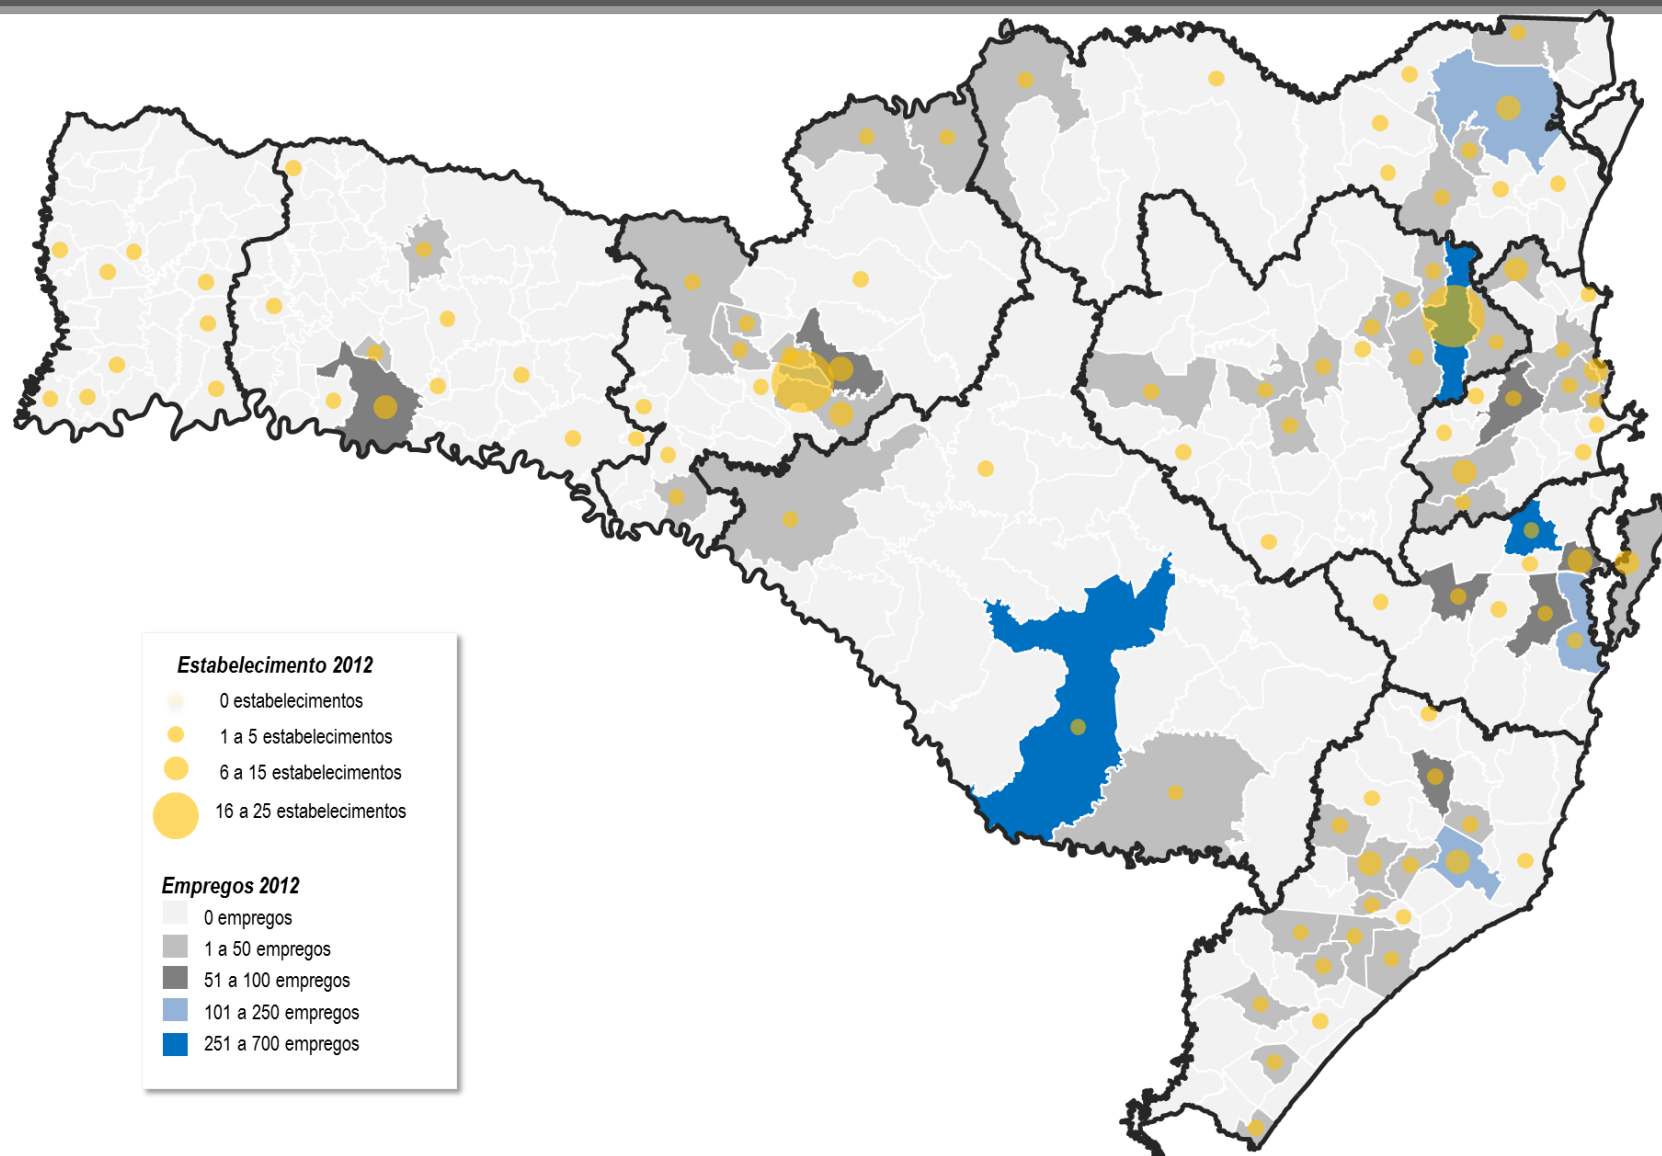 Estabelecimento 2012
0 estabelecimentos
1 a 5 estabelecimentos
6 a 15 estabelecimentos
16 a 25 estabelecimentos
Empregos 2012
0 empregos
1 a 50 empregos
51 a 100 empregos
101 a 250 empregos
251 a 700 empregos